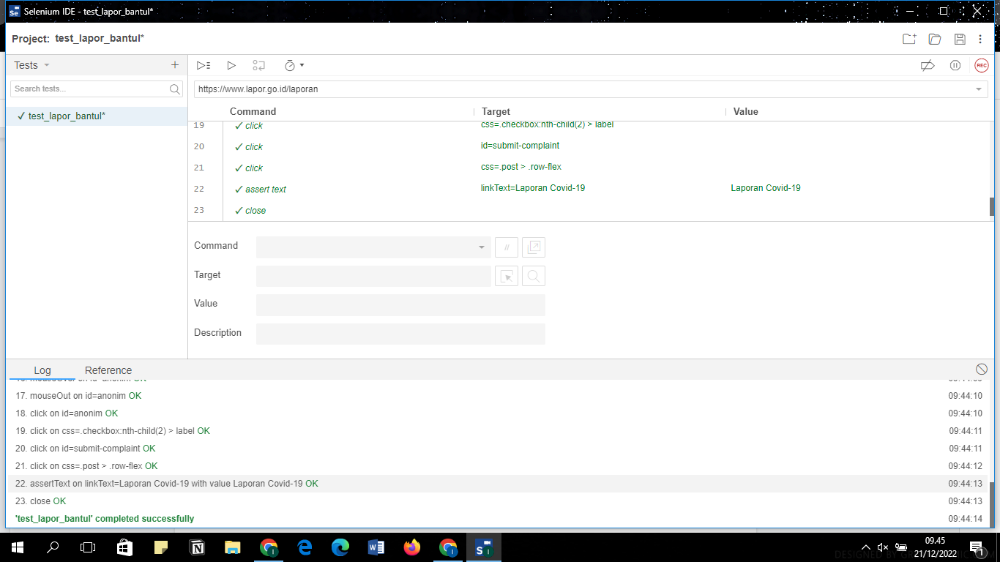 Selenium IDE - test_lapor_bantul*
Project: test_lapor_bantul*
Tests
Search tests...
✓ test_lapor_bantul*
REC
https://www.lapor.go.id/laporan
Command Target Value
19 ✓ click css=.checkbox:nth-child(2) > label
20 ✓ click id=submit-complaint
21 ✓ click css=.post > .row-flex
22 ✓ assert text linkText=Laporan Covid-19 Laporan Covid-19
23 ✓ close
Command //
Target
Value
Description
Log Reference
17. mouseOut on id=anonim OK 09:44:10
18. click on id=anonim OK 09:44:10
19. click on css=.checkbox:nth-child(2) > label OK 09:44:11
20. click on id=submit-complaint OK 09:44:11
21. click on css=.post > .row-flex OK 09:44:12
22. assertText on linkText=Laporan Covid-19 with value Laporan Covid-19 OK 09:44:13
23. close OK 09:44:13
'test_lapor_bantul' completed successfully 09:44:14
09.45
21/12/2022
1